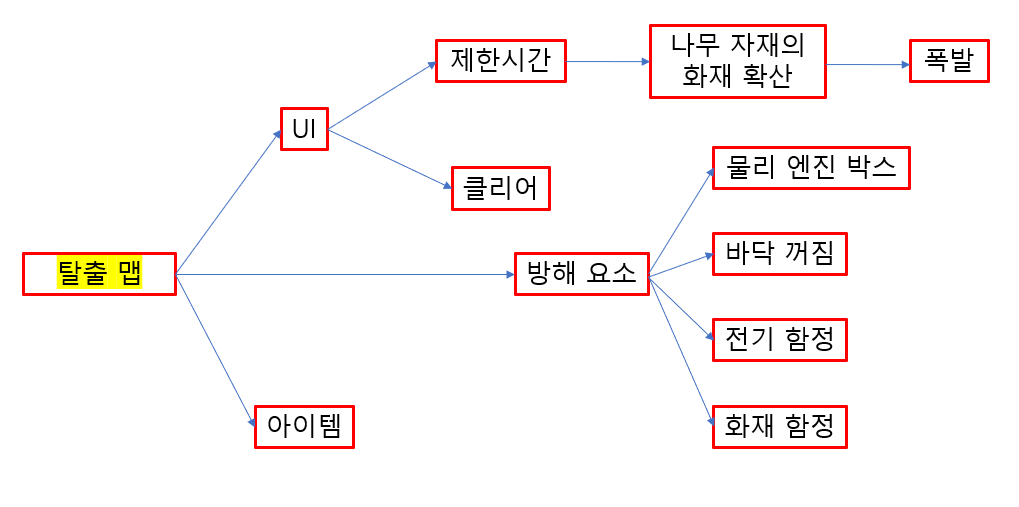 제한시간
나무 자재의
화재 확산
폭발
UI
클리어
물리 엔진 박스
바닥 꺼짐
탈출 맵
방해 요소
전기 함정
아이템
화재 함정